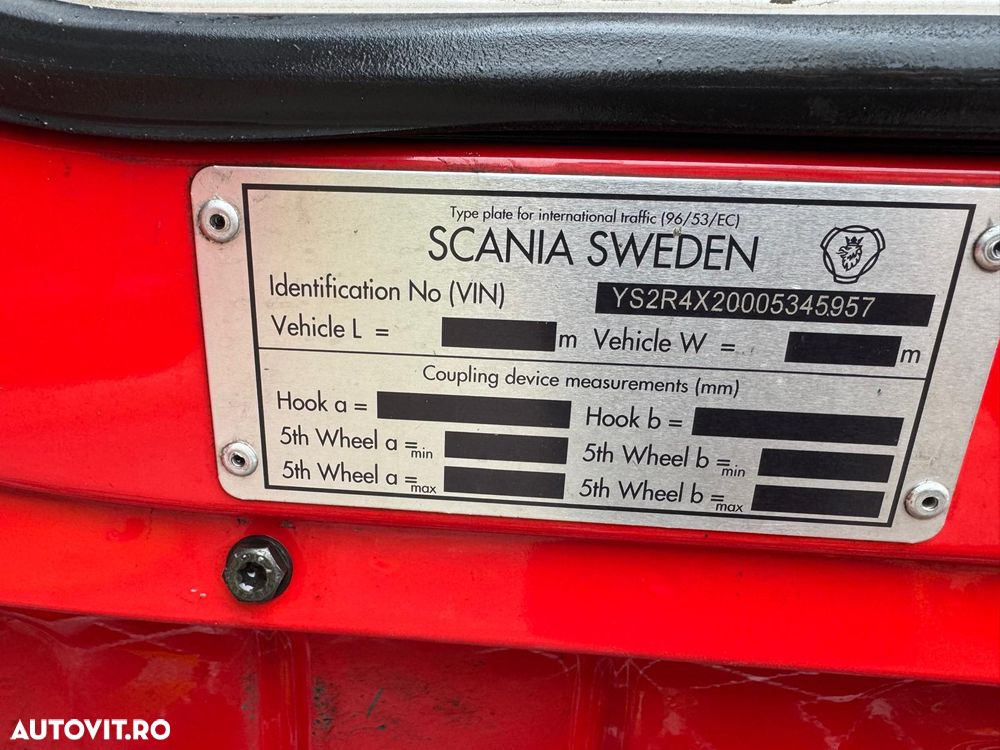 Type plate for international traffic (96/53/EC)
SCANIA SWEDEN
Identification No (VIN) YS2R4X20005345957
Vehicle L = m Vehicle W = m
Coupling device measurements (mm)
Hook a = Hook b =
5th Wheel a =min 5th Wheel b =min
5th Wheel a =max 5th Wheel b =max
AUTOVIT.RO